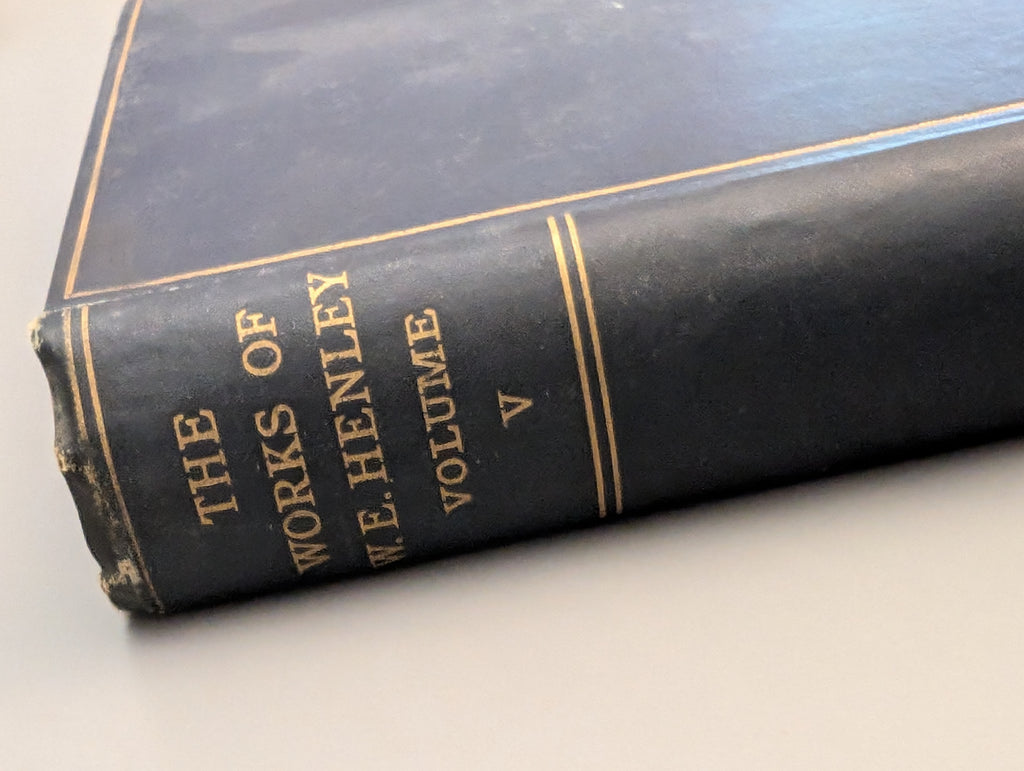 THE
WORKS OF
W. E. HENLEY
VOLUME
V